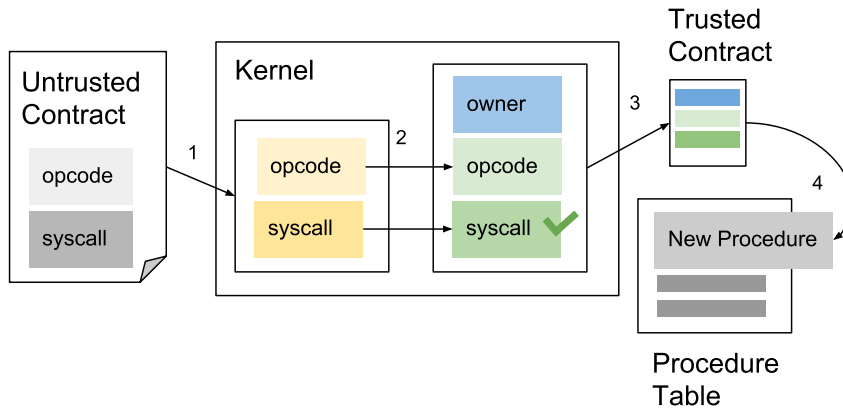 Untrusted
Contract
opcode
syscall
1
Kernel
opcode
syscall
2
owner
opcode
syscall
3
Trusted
Contract
4
New Procedure
Procedure
Table